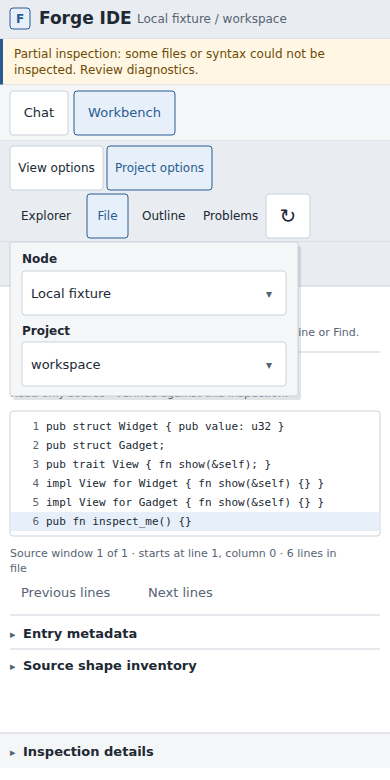 F Forge IDE Local fixture / workspace
Partial inspection: some files or syntax could not be
inspected. Review diagnostics.
Chat Workbench
View options Project options
Explorer File Outline Problems ↻
Node
Local fixture
ine or Find.
Project
workspace
1 pub struct Widget { pub value: u32 }
2 pub struct Gadget;
3 pub trait View { fn show(&self); }
4 impl View for Widget { fn show(&self) {} }
5 impl View for Gadget { fn show(&self) {} }
6 pub fn inspect_me() {}
Source window 1 of 1 · starts at line 1, column 0 · 6 lines in
file
Previous lines Next lines
▸ Entry metadata
▸ Source shape inventory
▸ Inspection details